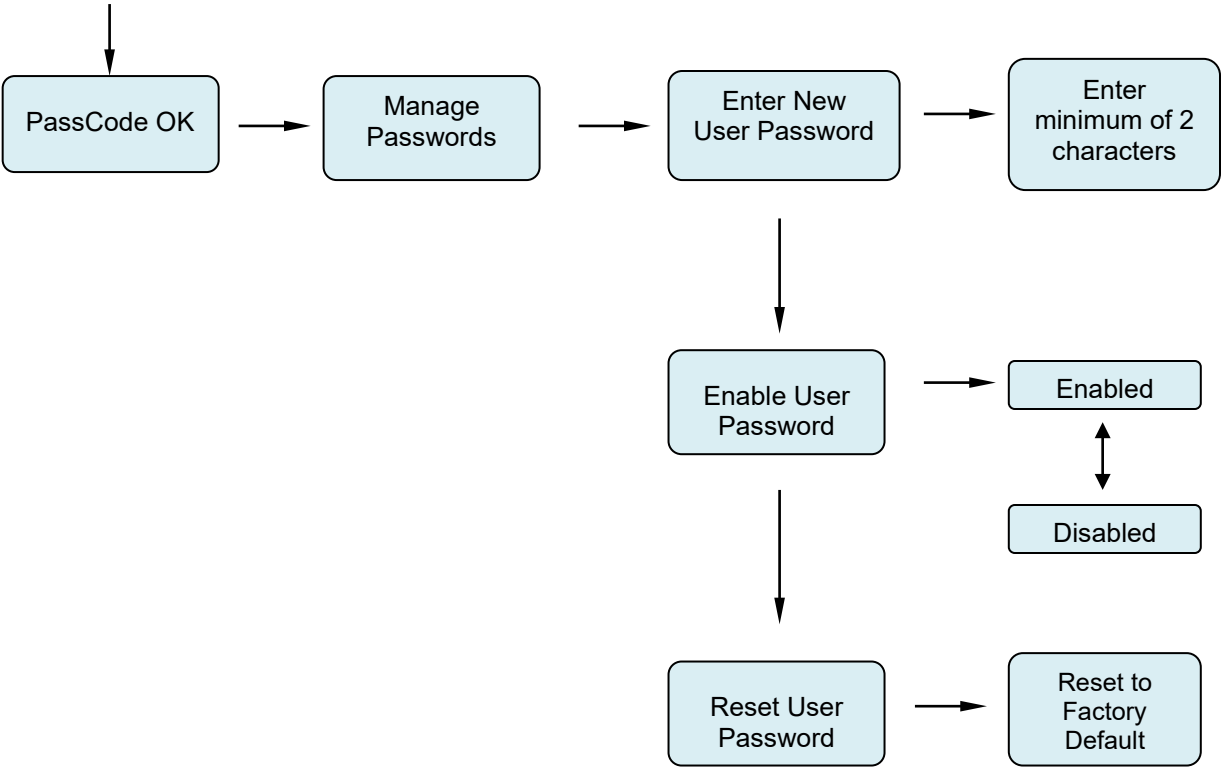 PassCode OK
Manage
Passwords
Enter New
User Password
Enter
minimum of 2
characters
Enable User
Password
Enabled
Disabled
Reset User
Password
Reset to
Factory
Default